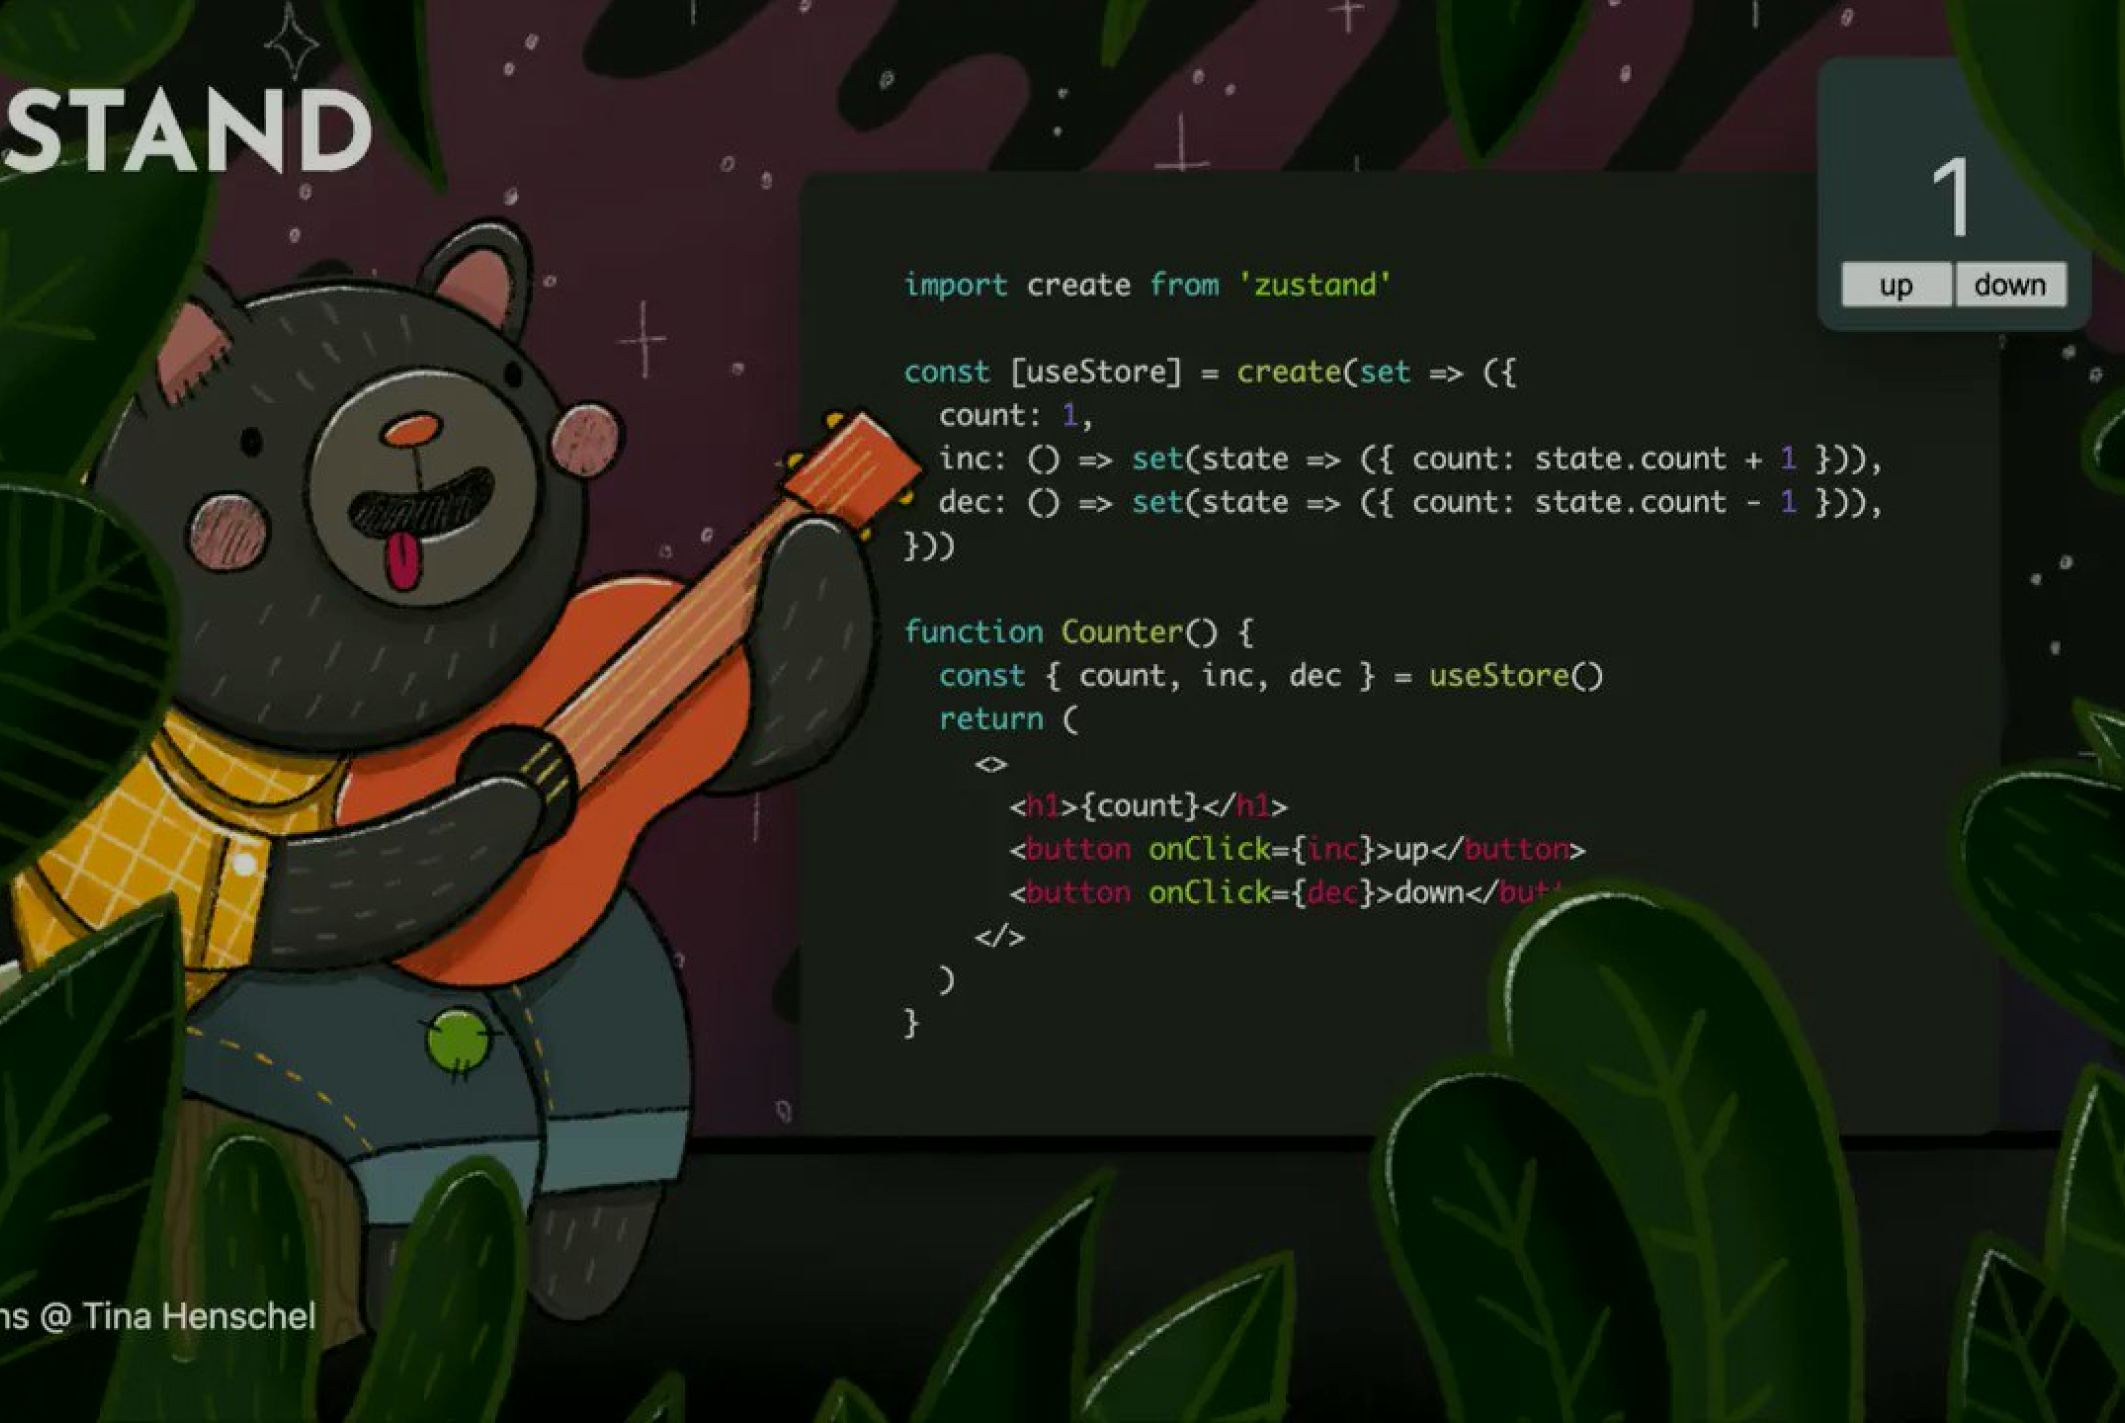 STAND
1
up down
import create from 'zustand'
const [useStore] = create(set => ({
count: 1,
inc: () => set(state => ({ count: state.count + 1 })),
dec: () => set(state => ({ count: state.count - 1 })),
}))
function Counter() {
const { count, inc, dec } = useStore()
return (
<>
<h1>{count}</h1>
<button onClick={inc}>up</button>
<button onClick={dec}>down</but
</>
)
}
ns @ Tina Henschel